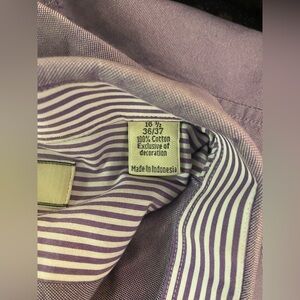 16 ½
36/37
100% Cotton
Exclusive of
decoration
Made in Indonesia